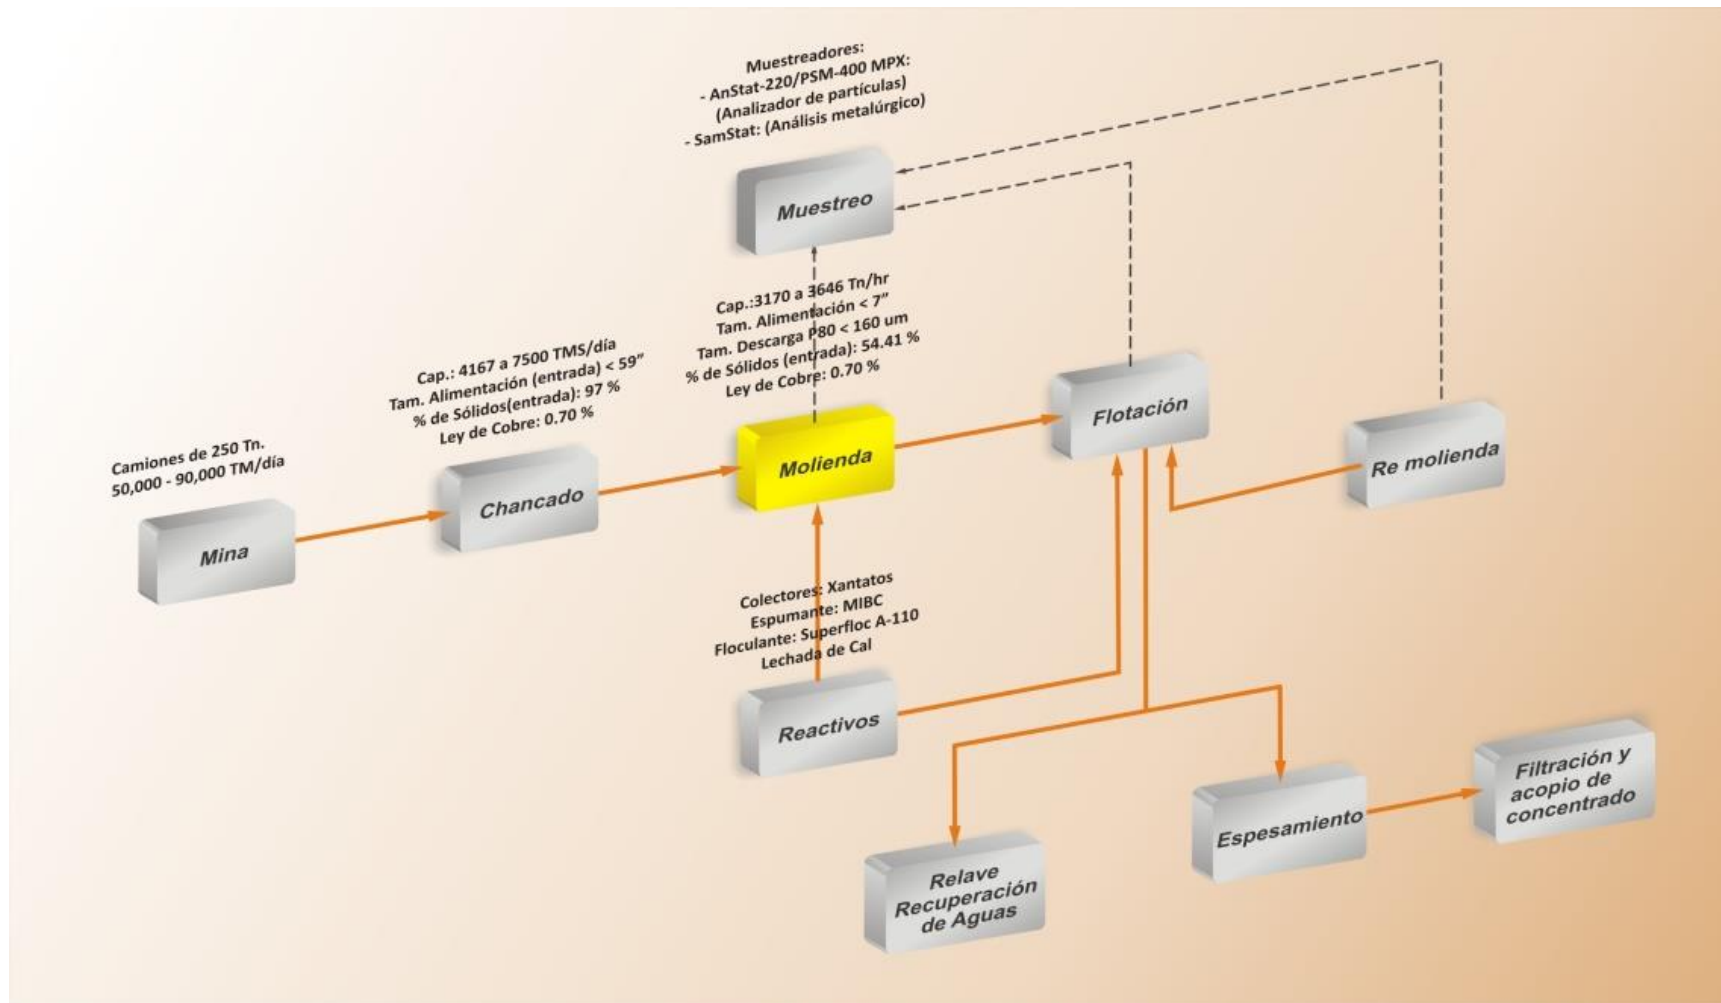 Muestreadores:
- AnStat-220/PSM-400 MPX:
(Analizador de partículas)
- SamStat: (Análisis metalúrgico)
Muestreo
Cap.:3170 a 3646 Tn/hr
Tam. Alimentación < 7”
Tam. Descarga P80 < 160 um
% de Sólidos (entrada): 54.41 %
Ley de Cobre: 0.70 %
Cap.: 4167 a 7500 TMS/día
Tam. Alimentación (entrada) < 59”
% de Sólidos(entrada): 97 %
Ley de Cobre: 0.70 %
Camiones de 250 Tn.
50,000 - 90,000 TM/día
Mina
Chancado
Molienda
Flotación
Re molienda
Colectores: Xantatos
Espumante: MIBC
Floculante: Superfloc A-110
Lechada de Cal
Reactivos
Relave
Recuperación
de Aguas
Espesamiento
Filtración y
acopio de
concentrado